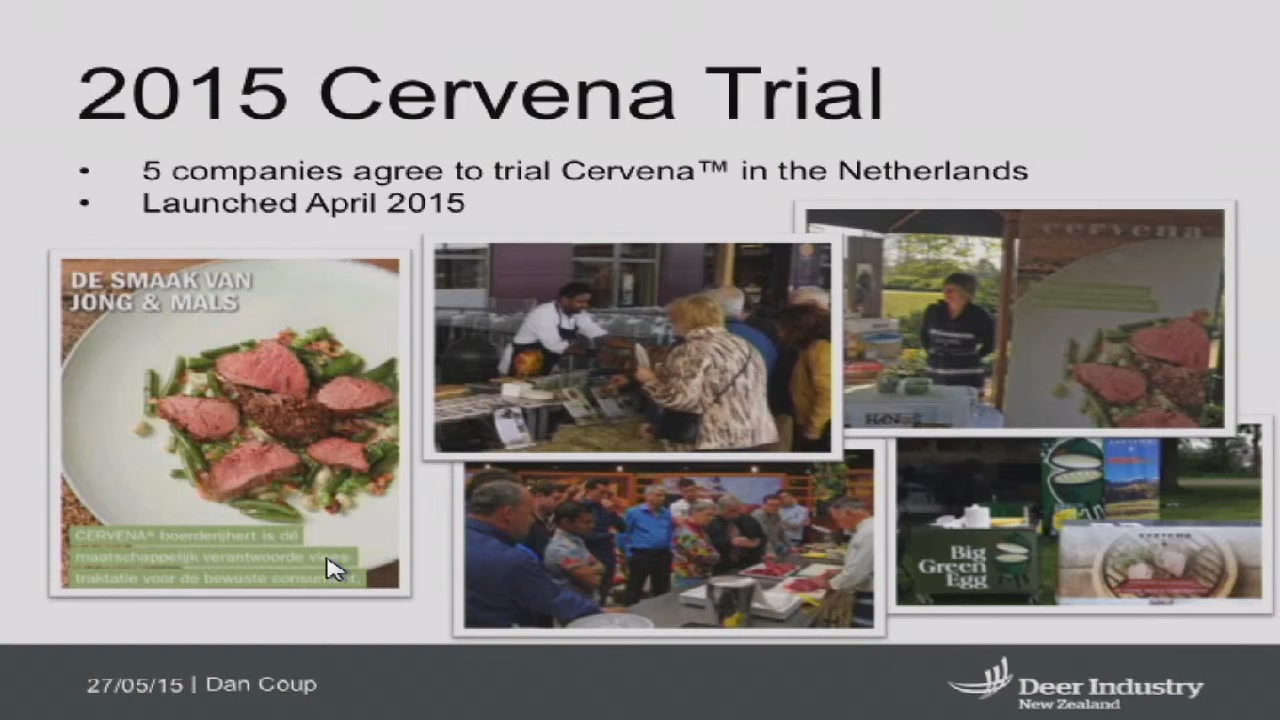 2015 Cervena Trial
• 5 companies agree to trial Cervena™ in the Netherlands
• Launched April 2015
DE SMAAK VAN
JONG & MALS
CERVENA® boerderijhert is dé
maatschappelijk verantwoorde vlees
traktatie voor de bewuste consument.
cervena
Big
Green
Egg
27/05/15 | Dan Coup
Deer Industry
New Zealand